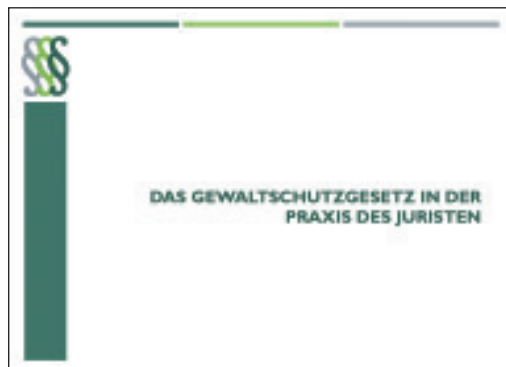 DAS GEWALTSCHUTZGESETZ IN DER
PRAXIS DES JURISTEN